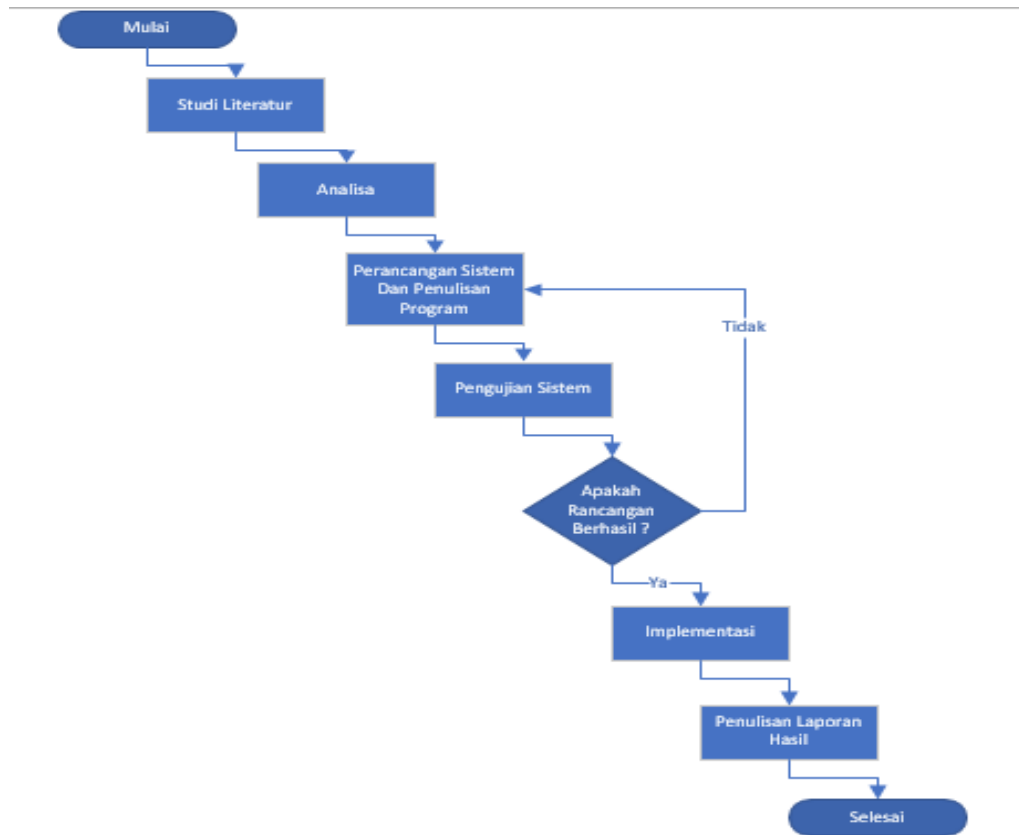 Mulai
Studi Literatur
Analisa
Perancangan Sistem
Dan Penulisan
Program
Tidak
Pengujian Sistem
Apakah
Rancangan
Berhasil ?
Ya
Implementasi
Penulisan Laporan
Hasil
Selesai